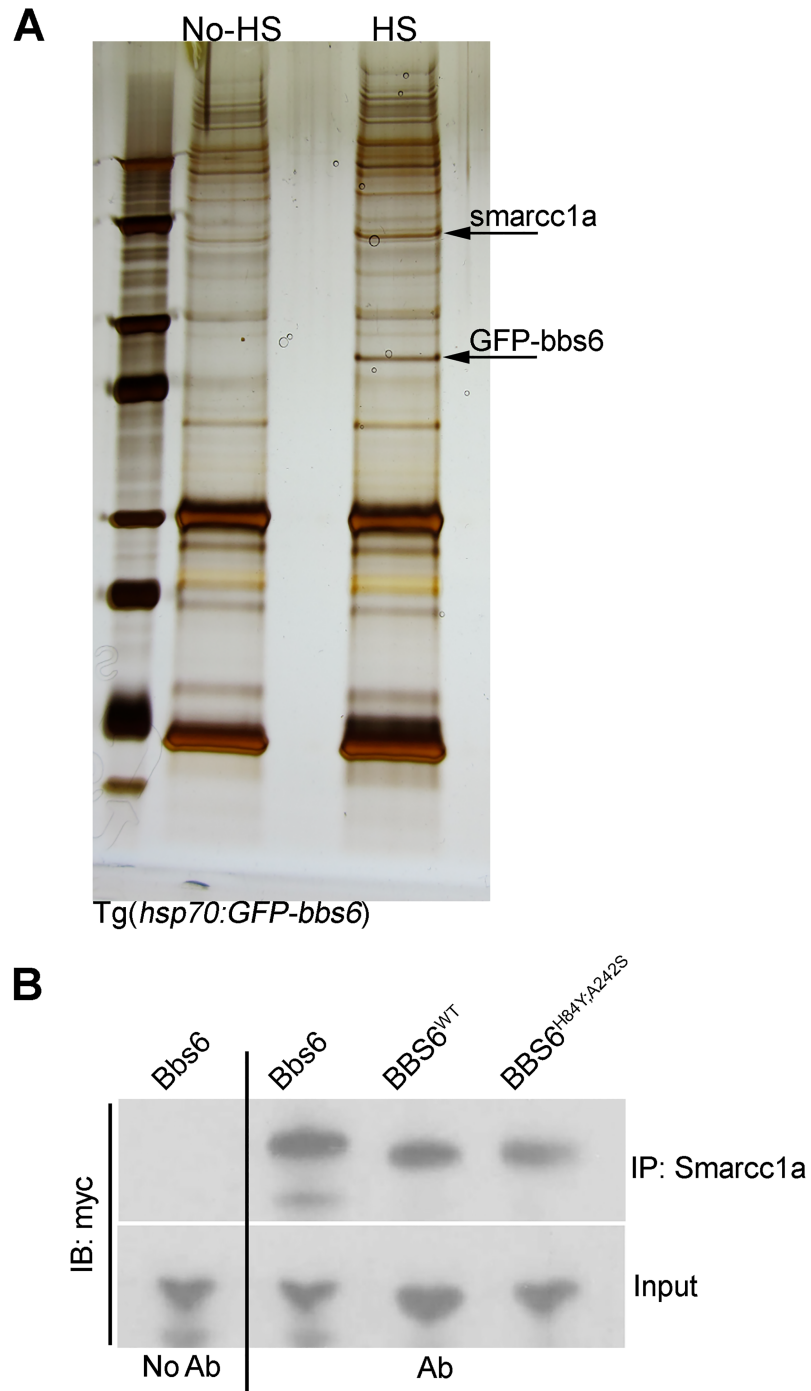 A
No-HS HS
smarcc1a
GFP-bbs6
Tg(hsp70:GFP-bbs6)
B
Bbs6 Bbs6 BBS6WT BBS6H84Y;A242S
IB: myc
IP: Smarcc1a
Input
No Ab Ab